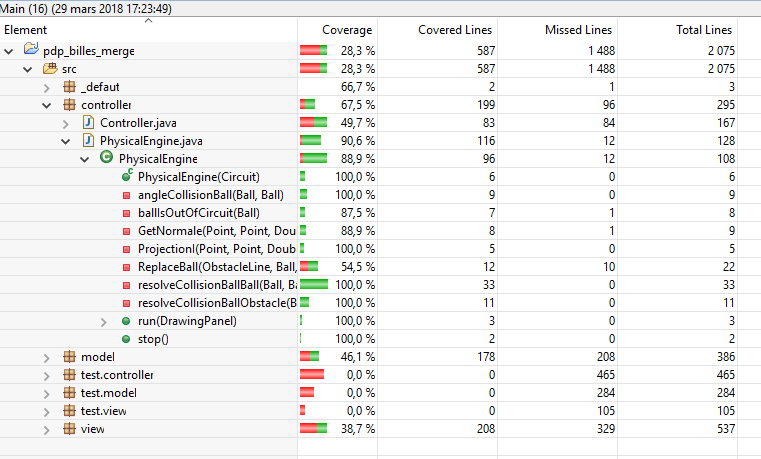 Main (16) (29 mars 2018 17:23:49)
Element Coverage Covered Lines Missed Lines Total Lines
pdp_billes_merge 28,3 % 587 1 488 2 075
src 28,3 % 587 1 488 2 075
_defaut 66,7 % 2 1 3
controller 67,5 % 199 96 295
Controller.java 49,7 % 83 84 167
PhysicalEngine.java 90,6 % 116 12 128
PhysicalEngine 88,9 % 96 12 108
PhysicalEngine(Circuit) 100,0 % 6 0 6
angleCollisionBall(Ball, Ball) 100,0 % 9 0 9
ballIsOutOfCircuit(Ball) 87,5 % 7 1 8
GetNormale(Point, Point, Dou 88,9 % 8 1 9
ProjectionI(Point, Point, Doub 100,0 % 5 0 5
ReplaceBall(ObstacleLine, Ball, 54,5 % 12 10 22
resolveCollisionBallBall(Ball, Ba 100,0 % 33 0 33
resolveCollisionBallObstacle(B 100,0 % 11 0 11
run(DrawingPanel) 100,0 % 3 0 3
stop() 100,0 % 2 0 2
model 46,1 % 178 208 386
test.controller 0,0 % 0 465 465
test.model 0,0 % 0 284 284
test.view 0,0 % 0 105 105
view 38,7 % 208 329 537